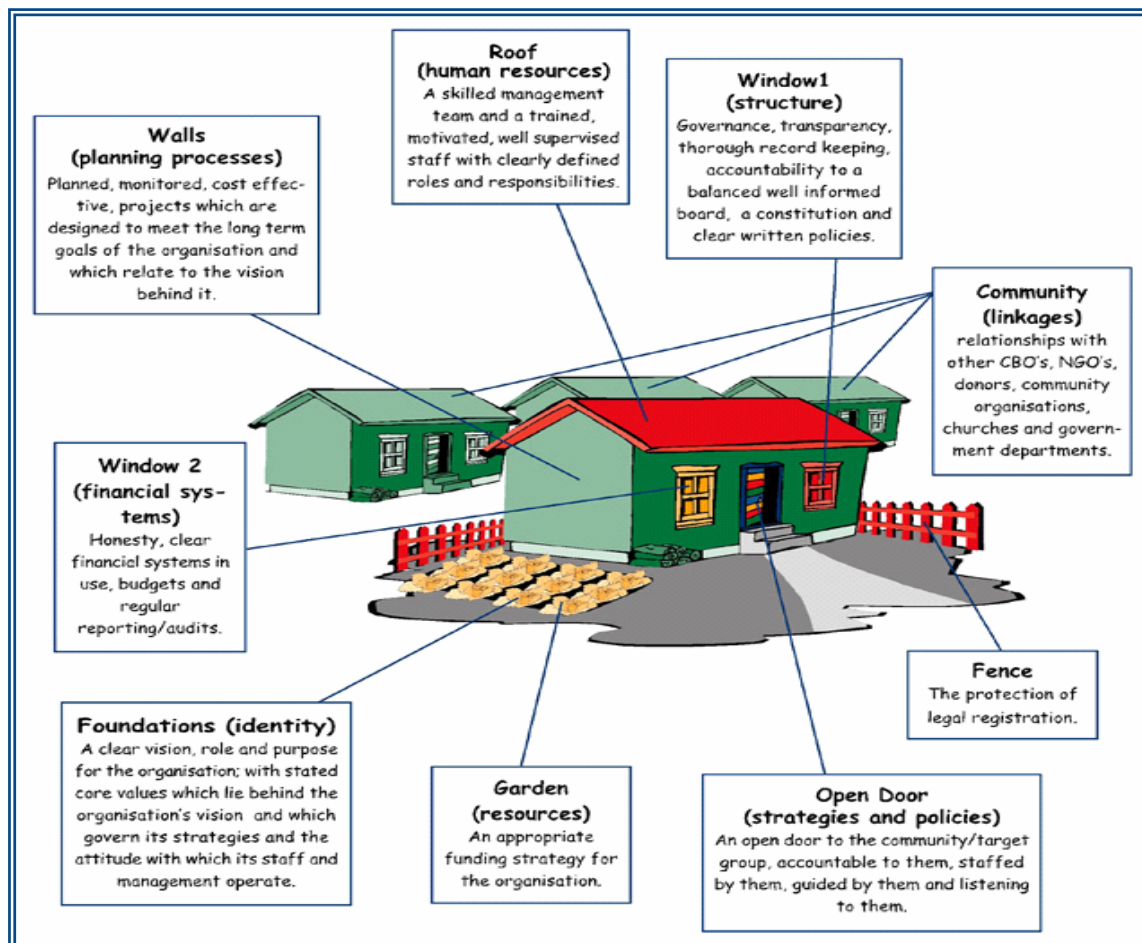 Roof
(human resources)
A skilled management
team and a trained,
motivated, well supervised
staff with clearly defined
roles and responsibilities.
Window1
(structure)
Governance, transparency,
thorough record keeping,
accountability to a
balanced well informed
board, a constitution and
clear written policies.
Walls
(planning processes)
Planned, monitored, cost effec-
tive, projects which are
designed to meet the long term
goals of the organisation and
which relate to the vision
behind it.
Community
(linkages)
relationships with
other CBO's, NGO's,
donors, community
organisations,
churches and govern-
ment departments.
Window 2
(financial sys-
tems)
Honesty, clear
financial systems in
use, budgets and
regular
reporting/audits.
Fence
The protection of
legal registration.
Foundations (identity)
A clear vision, role and purpose
for the organisation; with stated
core values which lie behind the
organisation's vision and which
govern its strategies and the
attitude with which its staff and
management operate.
Garden
(resources)
An appropriate
funding strategy for
the organisation.
Open Door
(strategies and policies)
An open door to the community/target
group, accountable to them, staffed
by them, guided by them and listening
to them.